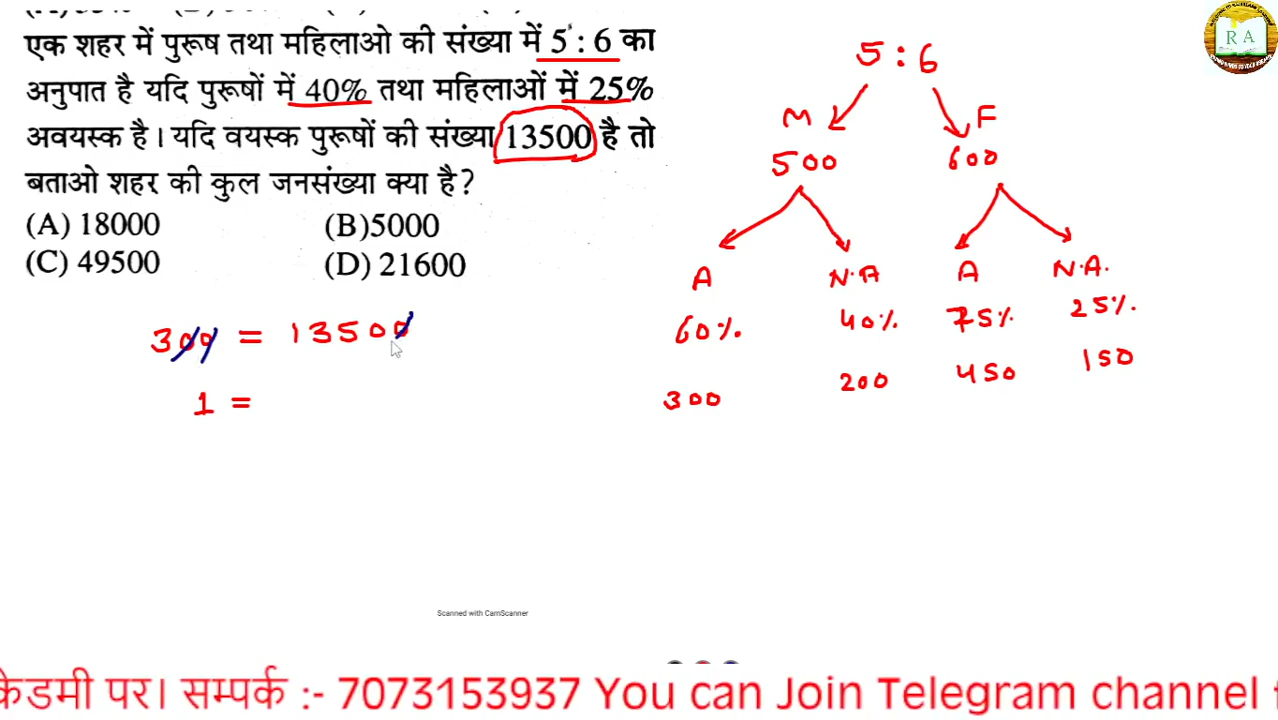 एक शहर में पुरूष तथा महिलाओ की संख्या में 5 : 6 का
अनुपात है यदि पुरूषों में 40% तथा महिलाओं में 25%
अवयस्क है। यदि वयस्क पुरूषों की संख्या 13500 है तो
बताओ शहर की कुल जनसंख्या क्या है?
(A) 18000 (B)5000
(C) 49500 (D) 21600
300 = 13500
1 =
5 : 6
M F
500 600
A N.A A N.A.
60% 40% 75% 25%
300 200 450 150
R A
Scanned with CamScanner
केडमी पर। सम्पर्क :- 7073153937 You can Join Telegram channel